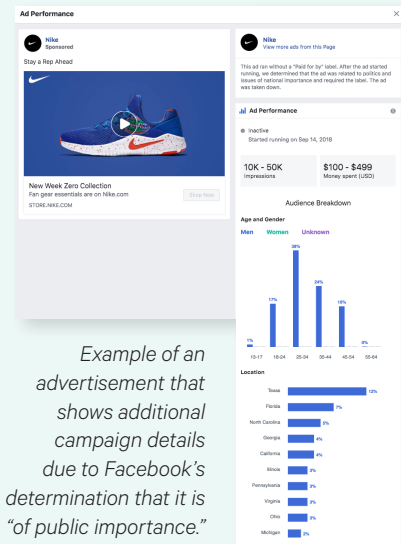 Ad Performance
Nike
Sponsored
Stay a Rep Ahead
New Week Zero Collection
Fan gear essentials are on Nike.com
Shop Now
STORE.NIKE.COM
Nike
View more ads from this Page
This ad ran without a "Paid for by" label. After the ad started
running, we determined that the ad was related to politics and
issues of national importance and required the label. The ad
was taken down.
Ad Performance
Inactive
Started running on Sep 14, 2018
10K - 50K
Impressions
$100 - $499
Money spent (USD)
Audience Breakdown
Age and Gender
Men Women Unknown
1% 17% 39% 24% 16% 0%
13-17 18-24 25-34 35-44 45-54 55-64
Location
Texas 12%
Florida 7%
North Carolina 5%
Georgia 4%
California 4%
Illinois 3%
Pennsylvania 3%
Virginia 3%
Ohio 3%
Michigan 2%
Example of an
advertisement that
shows additional
campaign details
due to Facebook's
determination that it is
"of public importance."